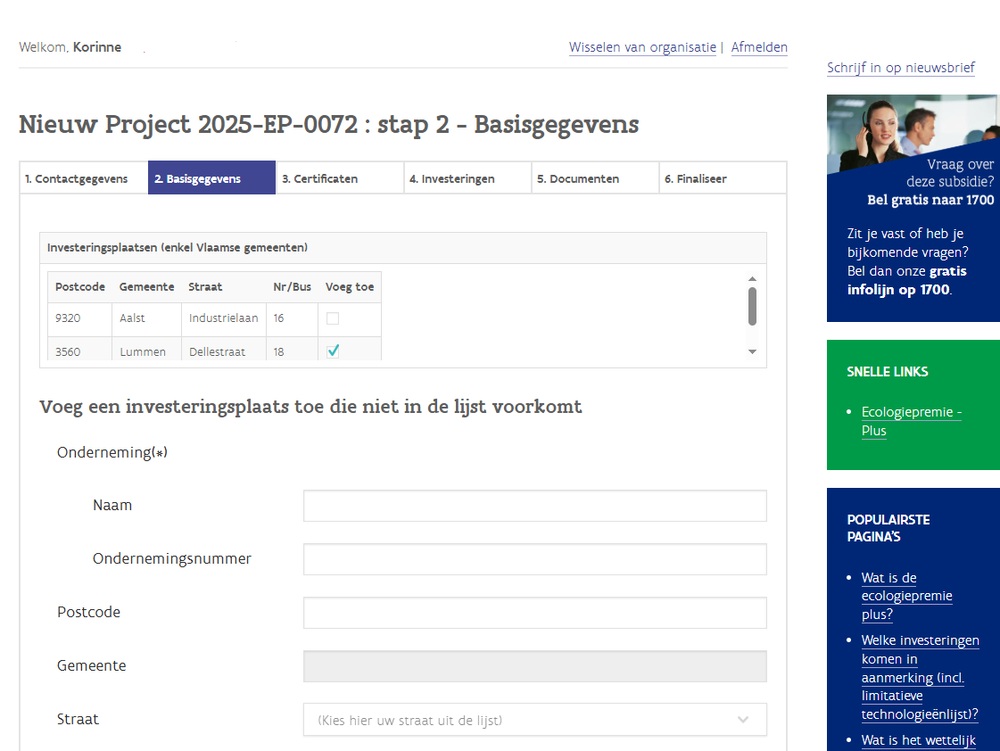 Welkom, Korinne
Wisselen van organisatie | Afmelden
Schrijf in op nieuwsbrief
Nieuw Project 2025-EP-0072 : stap 2 - Basisgegevens
1. Contactgegevens 2. Basisgegevens 3. Certificaten 4. Investeringen 5. Documenten 6. Finaliseer
Investeringsplaatsen (enkel Vlaamse gemeenten)
Postcode Gemeente Straat Nr/Bus Voeg toe
9320 Aalst Industrielaan 16
3560 Lummen Dellestraat 18
Voeg een investeringsplaats toe die niet in de lijst voorkomt
Onderneming(*)
Naam
Ondernemingsnummer
Postcode
Gemeente
Straat
(Kies hier uw straat uit de lijst)
Vraag over
deze subsidie?
Bel gratis naar 1700
Zit je vast of heb je
bijkomende vragen?
Bel dan onze gratis
infolijn op 1700.
SNELLE LINKS
Ecologiepremie -
Plus
POPULAIRSTE
PAGINA'S
Wat is de
ecologiepremie
plus?
Welke investeringen
komen in
aanmerking (incl.
limitatieve
technologieënlijst)?
Wat is het wettelijk